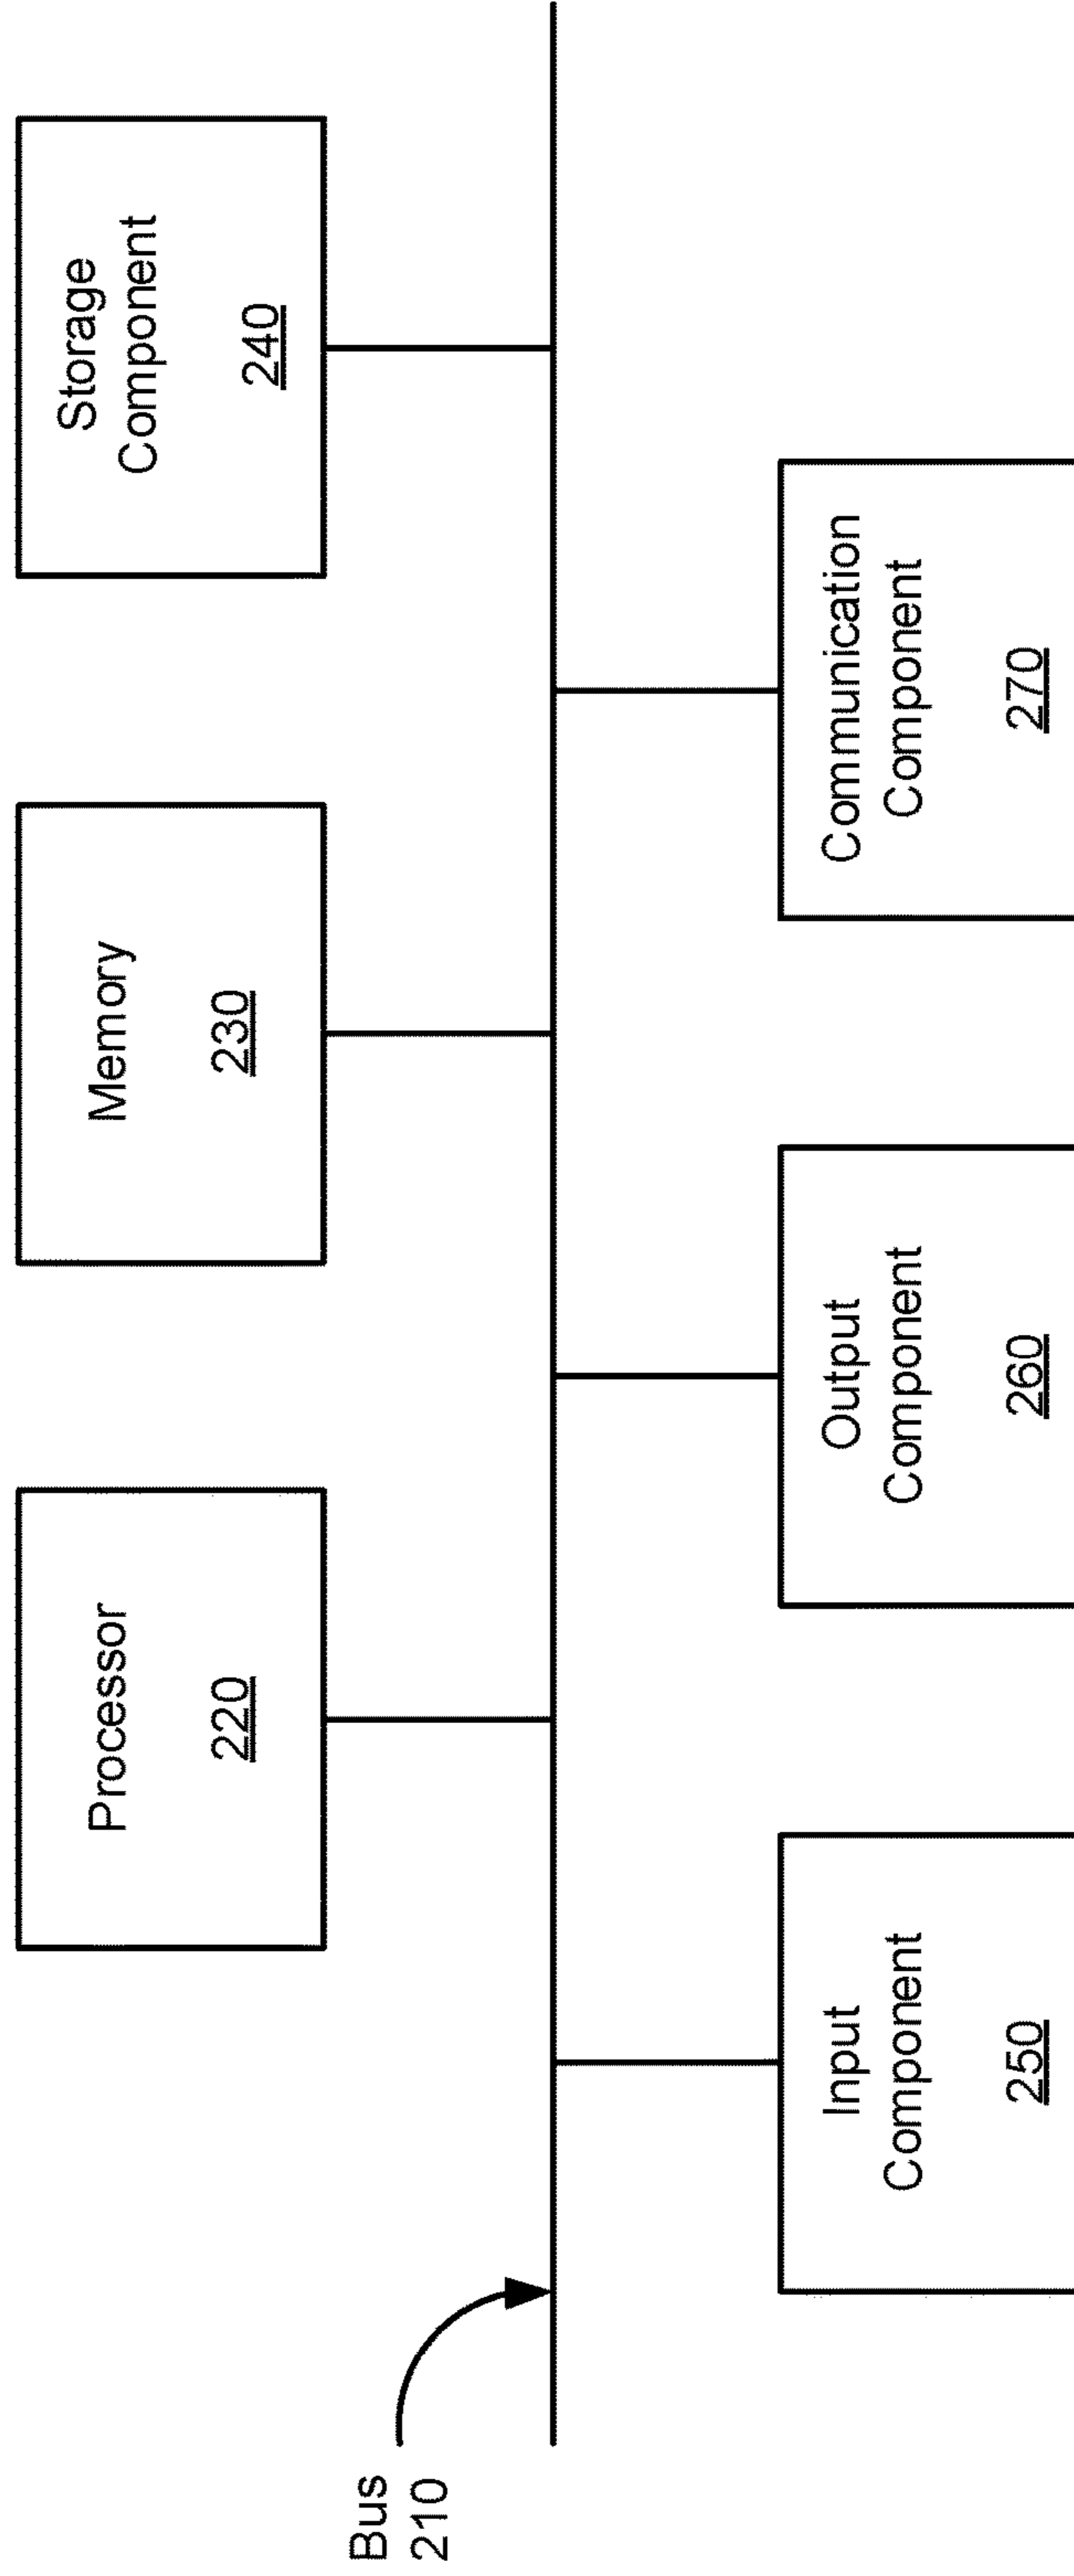 Processor
220
Memory
230
Storage
Component
240
Bus
210
Input
Component
250
Output
Component
260
Communication
Component
270